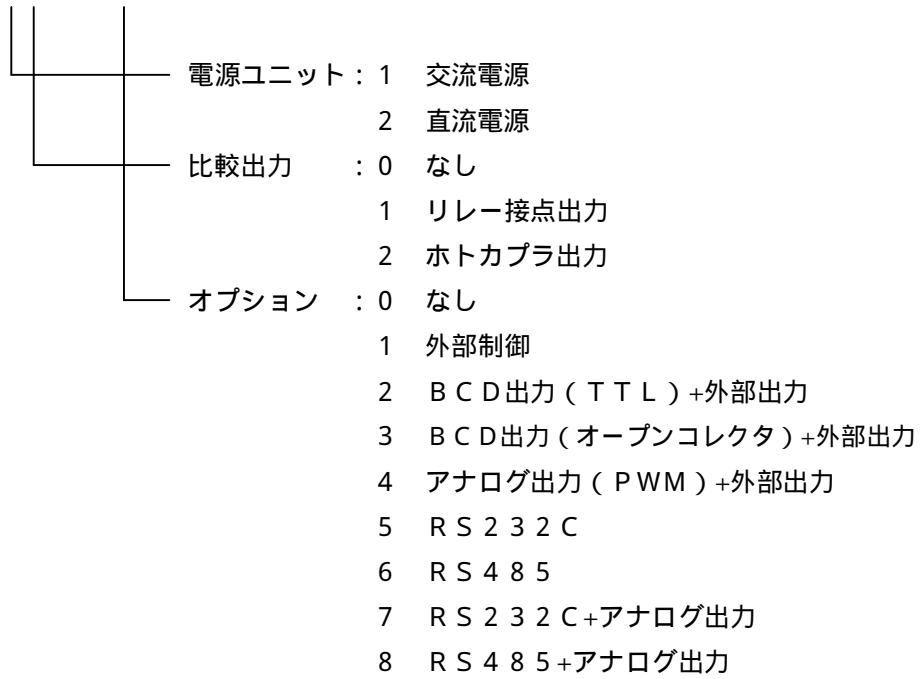 電源ユニット : 1 交流電源
2 直流電源
比較出力 : 0 なし
1 リレー接点出力
2 ホトカプラ出力
オプション : 0 なし
1 外部制御
2 ＢＣＤ出力（ＴＴＬ）+外部出力
3 ＢＣＤ出力（オープンコレクタ）+外部出力
4 アナログ出力（ＰＷＭ）+外部出力
5 ＲＳ２３２Ｃ
6 ＲＳ４８５
7 ＲＳ２３２Ｃ+アナログ出力
8 ＲＳ４８５+アナログ出力